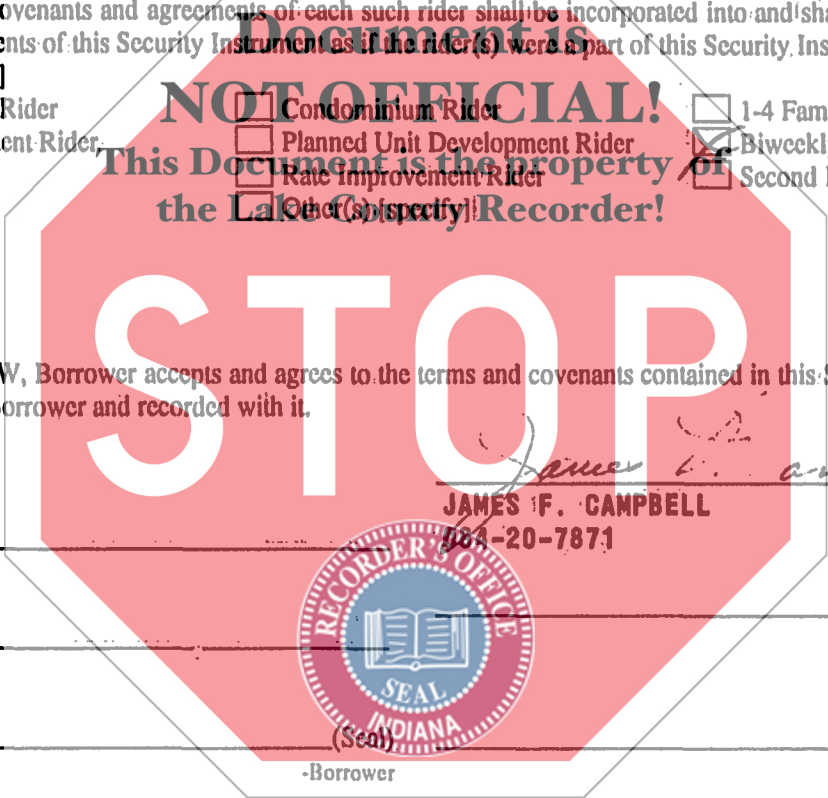 ovenants and agreements of each such rider shall be incorporated into and sha
nts of this Security Instrument as if the rider(s) were a part of this Security Ins
Document is
NOT OFFICIAL!
This Document is the property of
the Lake County Recorder!
]
Rider Condominium Rider 1-4 Fam
ent Rider Planned Unit Development Rider Biweekl
Rate Improvement Rider Second
Other(s) [specify]
STOP
W, Borrower accepts and agrees to the terms and covenants contained in this S
orrower and recorded with it.
James
JAMES F. CAMPBELL
RECORDER'S OFFICE
SEAL
INDIANA
(Seal)
-Borrower